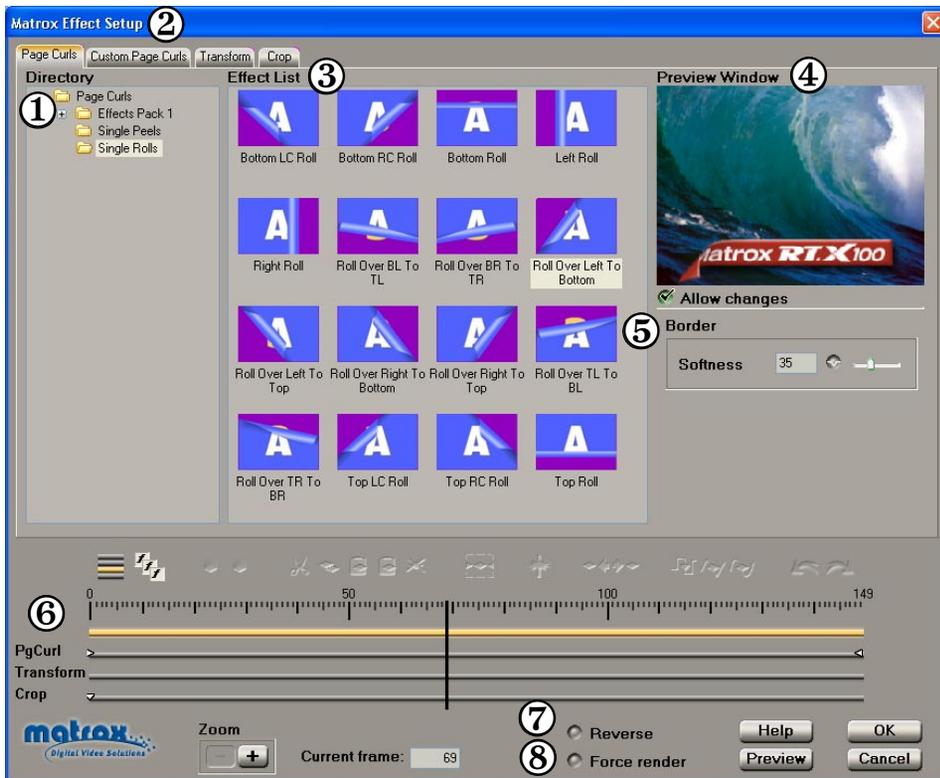 Matrox Effect Setup 2
Page Curls Custom Page Curls Transform Crop
Directory
1
Page Curls
Effects Pack 1
Single Peels
Single Rolls
Effect List 3
A A A A
Bottom LC Roll Bottom RC Roll Bottom Roll Left Roll
A A A A
Right Roll Roll Over BL To TL Roll Over BR To TR Roll Over Left To Bottom
A A A A
Roll Over Left To Top Roll Over Right To Bottom Roll Over Right To Top Roll Over TL To BL
A A A A
Roll Over TR To BR Top LC Roll Top RC Roll Top Roll
Preview Window 4
atrox RT.X100
Allow changes
5 Border
Softness 35
fff
6
0 50 100 149
PgCurl
Transform
Crop
matrox
Digital Video Solutions
Zoom
- +
Current frame: 69
7 Reverse
8 Force render
Help OK
Preview Cancel